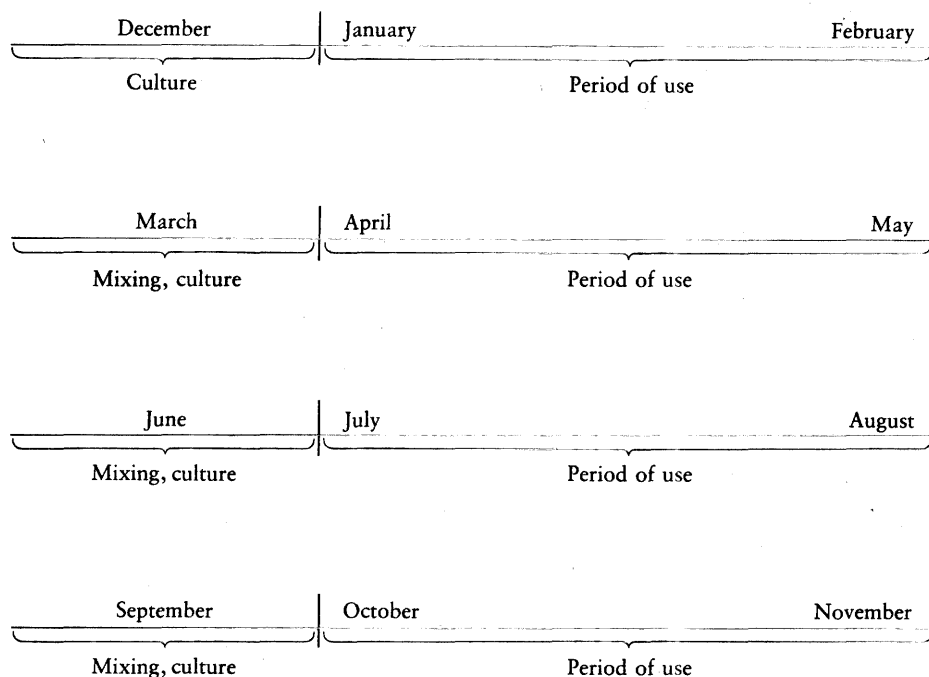 December January February
Culture Period of use
March April May
Mixing, culture Period of use
June July August
Mixing, culture Period of use
September October November
Mixing, culture Period of use